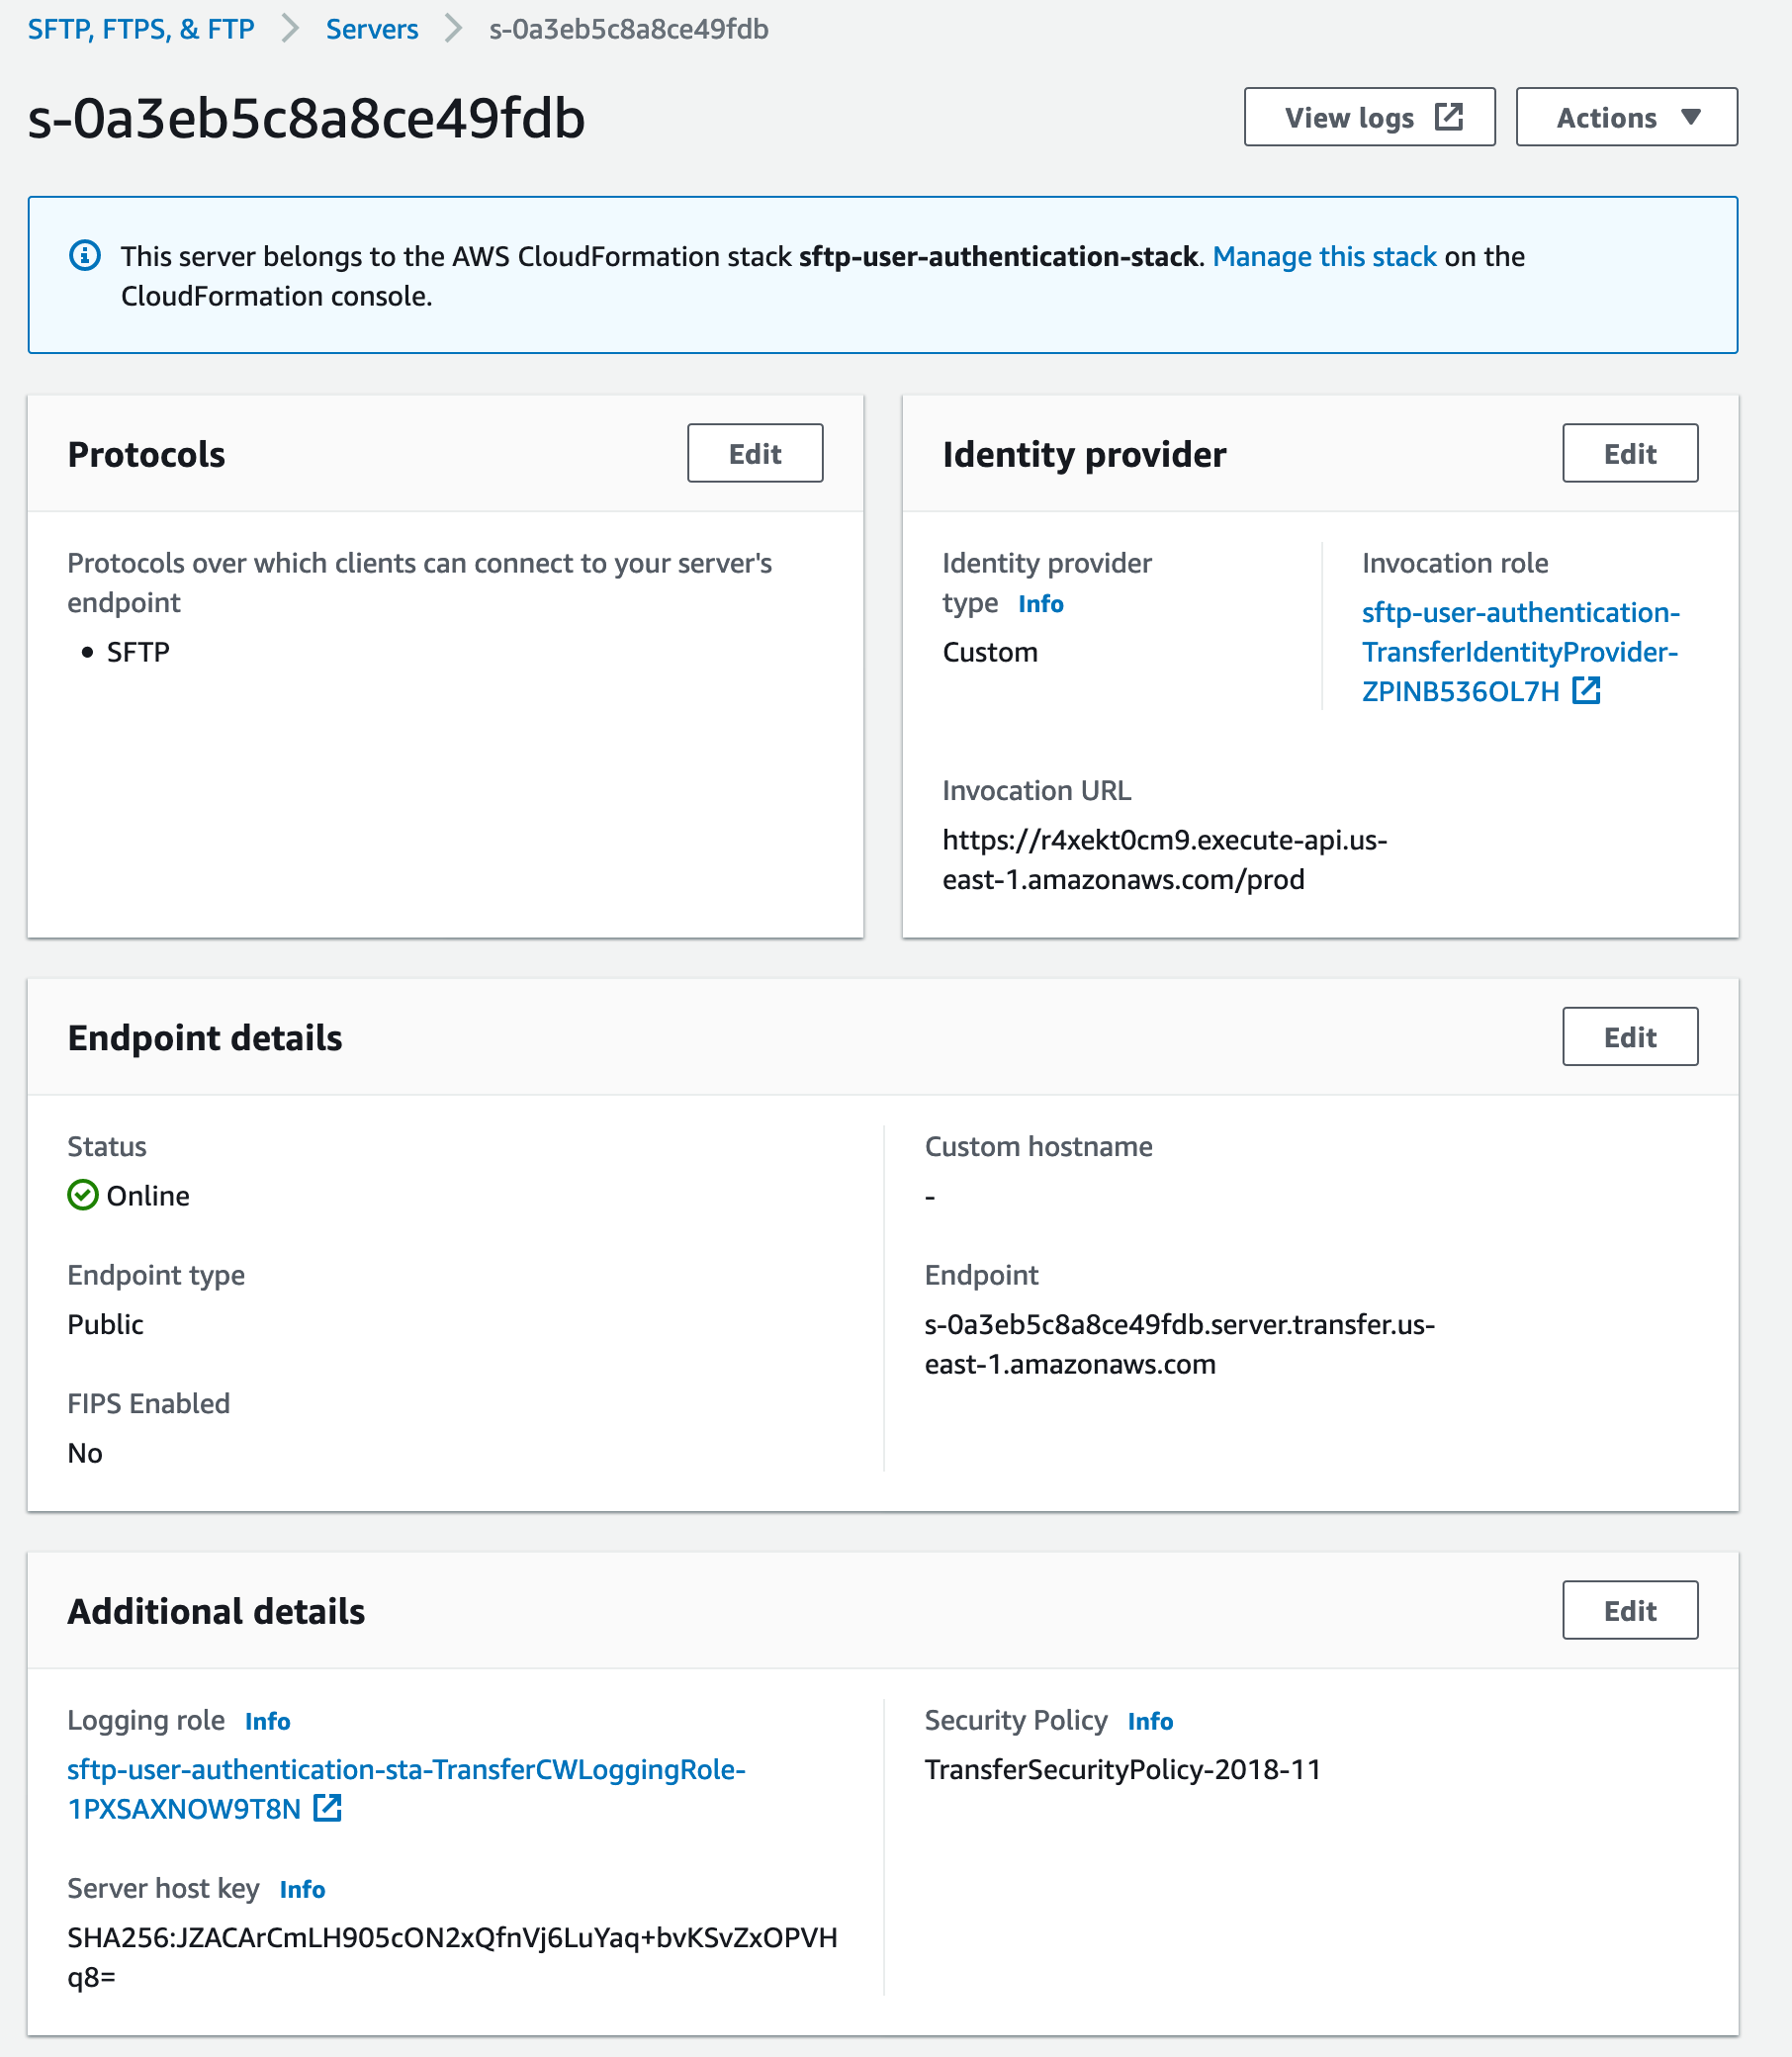 SFTP, FTPS, & FTP > Servers > s-0a3eb5c8a8ce49fdb
s-0a3eb5c8a8ce49fdb
View logs
Actions
This server belongs to the AWS CloudFormation stack sftp-user-authentication-stack. Manage this stack on the
CloudFormation console.
Protocols
Edit
Protocols over which clients can connect to your server's
endpoint
• SFTP
Identity provider
Edit
Identity provider
type Info
Custom
Invocation role
sftp-user-authentication-
TransferIdentityProvider-
ZPINB536OL7H
Invocation URL
https://r4xekt0cm9.execute-api.us-
east-1.amazonaws.com/prod
Endpoint details
Edit
Status
Online
Endpoint type
Public
FIPS Enabled
No
Custom hostname
-
Endpoint
s-0a3eb5c8a8ce49fdb.server.transfer.us-
east-1.amazonaws.com
Additional details
Edit
Logging role Info
sftp-user-authentication-sta-TransferCWLoggingRole-
1PXSAXNOW9T8N
Server host key Info
SHA256:JZACArCmLH905cON2xQfnVj6LuYaq+bvKSvZxOPVH
q8=
Security Policy Info
TransferSecurityPolicy-2018-11